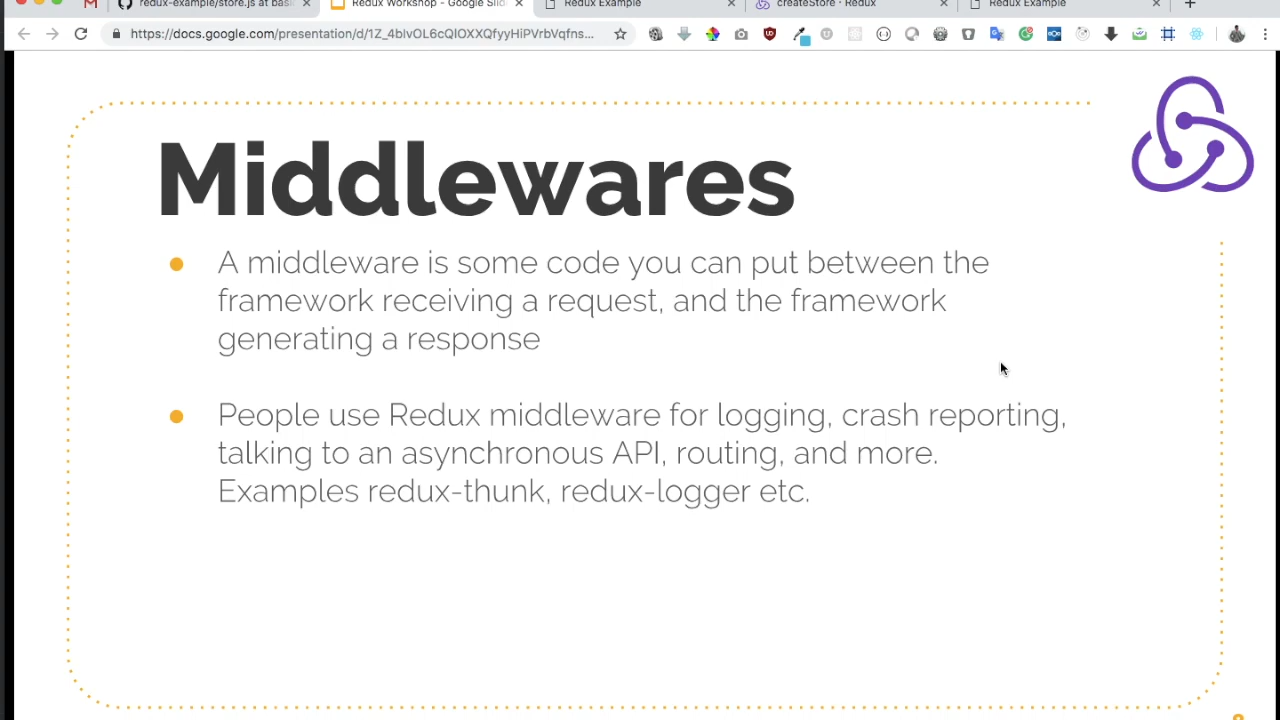 redux-example/store.js at basi
Redux Workshop - Google Slid
Redux Example
createStore · Redux
Redux Example
https://docs.google.com/presentation/d/1Z_4bIvOL6cQIOXXQfyyHiPVrbVqfns...
Middlewares
A middleware is some code you can put between the
framework receiving a request, and the framework
generating a response
People use Redux middleware for logging, crash reporting,
talking to an asynchronous API, routing, and more.
Examples redux-thunk, redux-logger etc.